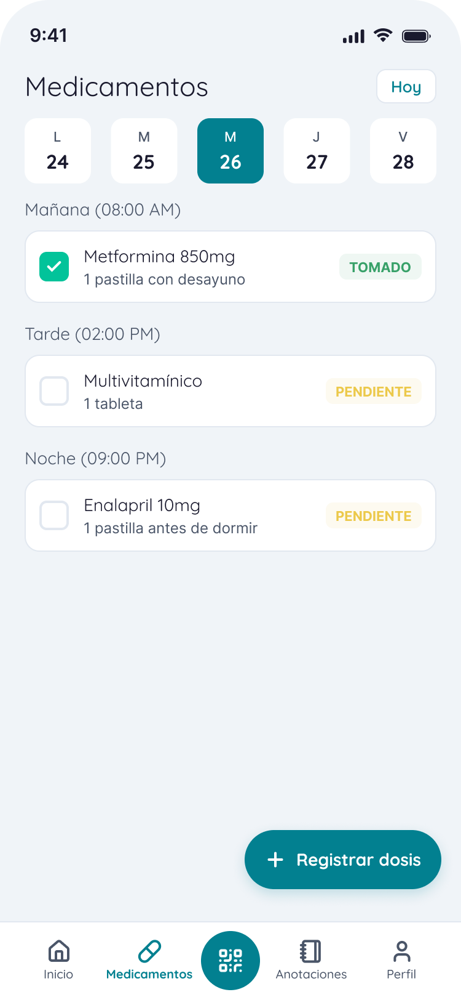 9:41
Medicamentos
Hoy
L
24
M
25
M
26
J
27
V
28
Mañana (08:00 AM)
Metformina 850mg
1 pastilla con desayuno
TOMADO
Tarde (02:00 PM)
Multivitamínico
1 tableta
PENDIENTE
Noche (09:00 PM)
Enalapril 10mg
1 pastilla antes de dormir
PENDIENTE
Registrar dosis
Inicio
Medicamentos
Anotaciones
Perfil